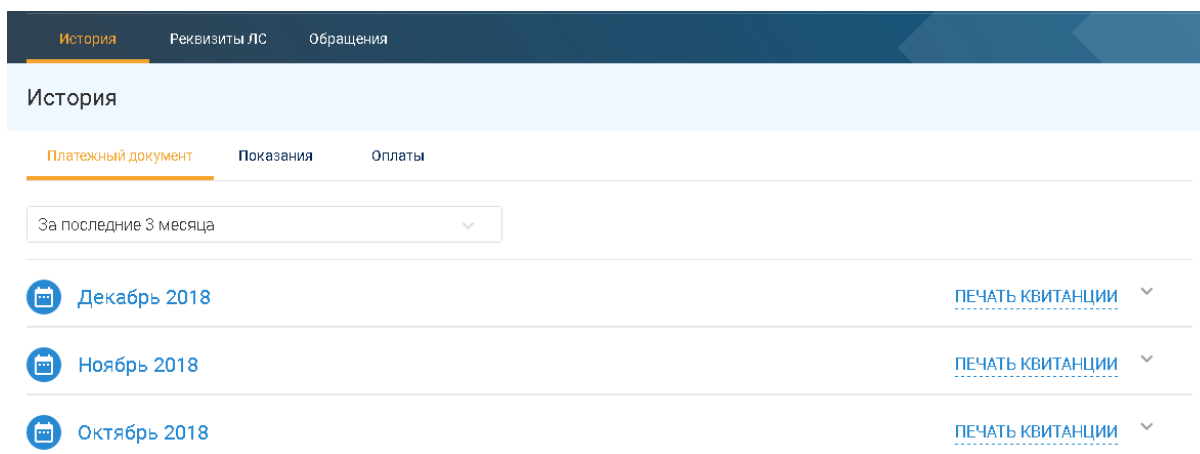 История Реквизиты ЛС Обращения
История
Платежный документ Показания Оплаты
За последние 3 месяца
Декабрь 2018 ПЕЧАТЬ КВИТАНЦИИ
Ноябрь 2018 ПЕЧАТЬ КВИТАНЦИИ
Октябрь 2018 ПЕЧАТЬ КВИТАНЦИИ